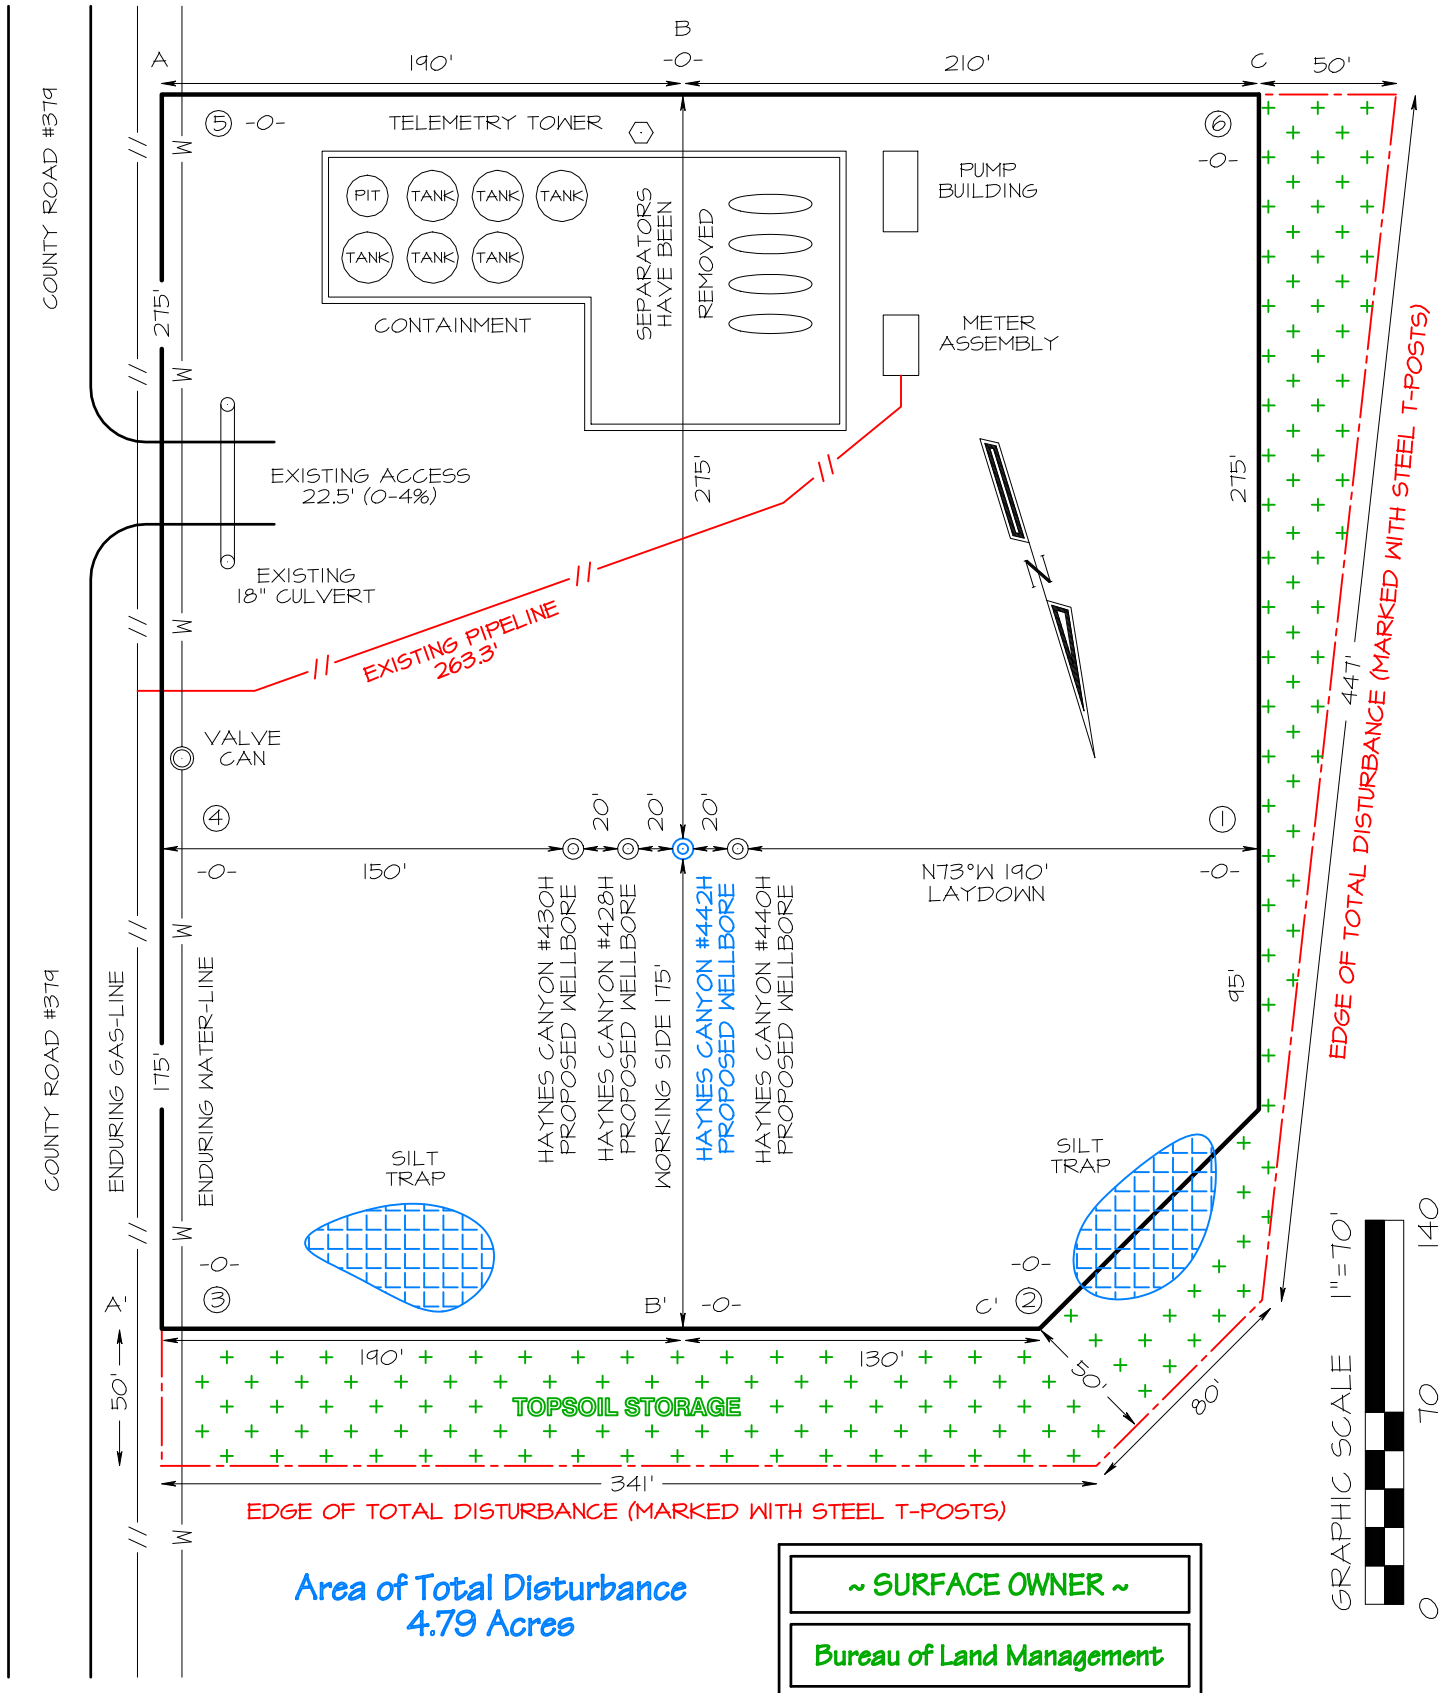 B
A
190'
-0-
210'
C
50'
COUNTY ROAD #379
M
5 -0-
TELEMETRY TOWER
6
-0-
PIT
TANK
TANK
TANK
TANK
TANK
TANK
SEPARATORS
HAVE BEEN
REMOVED
PUMP
BUILDING
CONTAINMENT
METER
ASSEMBLY
275'
M
275'
275'
EXISTING ACCESS
22.5' (0-4%)
EXISTING
18" CULVERT
N
M
EXISTING PIPELINE
263.3'
447'
EDGE OF TOTAL DISTURBANCE (MARKED WITH STEEL T-POSTS)
VALVE
CAN
4
20'
20'
20'
1
-0-
150'
N73°W 190'
LAYDOWN
-0-
M
HAYNES CANYON #430H
PROPOSED WELLBORE
HAYNES CANYON #428H
PROPOSED WELLBORE
WORKING SIDE 175'
HAYNES CANYON #442H
PROPOSED WELLBORE
HAYNES CANYON #440H
PROPOSED WELLBORE
95'
COUNTY ROAD #379
ENDURING GAS-LINE
175'
ENDURING WATER-LINE
SILT
TRAP
SILT
TRAP
M
-0-
-0-
A'
3
B'
-0-
C'
2
50'
190'
130'
50'
80'
TOPSOIL STORAGE
341'
EDGE OF TOTAL DISTURBANCE (MARKED WITH STEEL T-POSTS)
M
GRAPHIC SCALE 1"=70'
0
70
140
Area of Total Disturbance
4.79 Acres
~ SURFACE OWNER ~
Bureau of Land Management